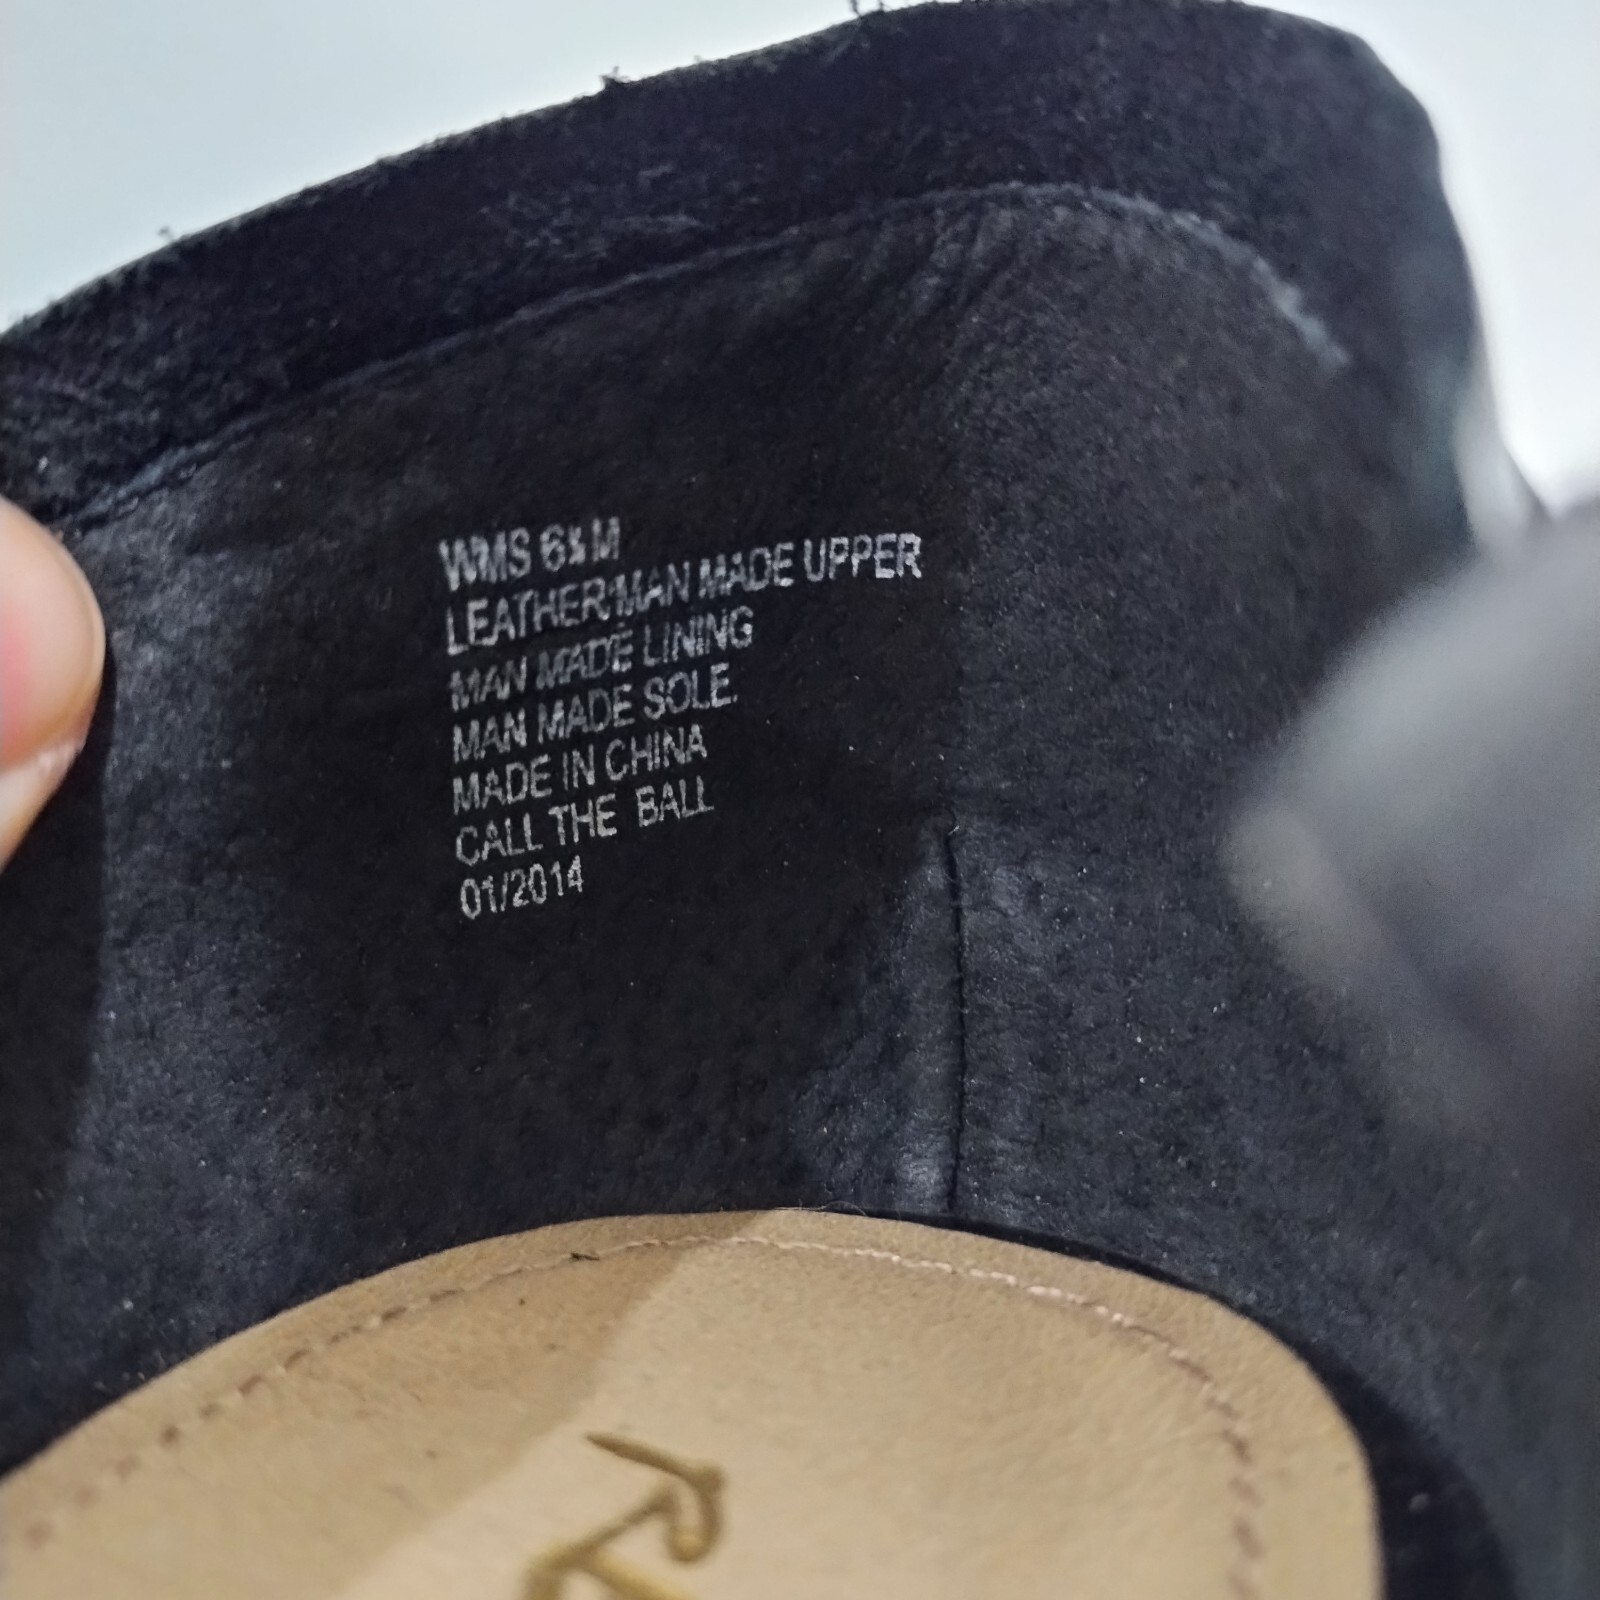 WMS 6½M
LEATHER/MAN MADE UPPER
MAN MADE LINING
MAN MADE SOLE.
MADE IN CHINA
CALL THE BALL
01/2014